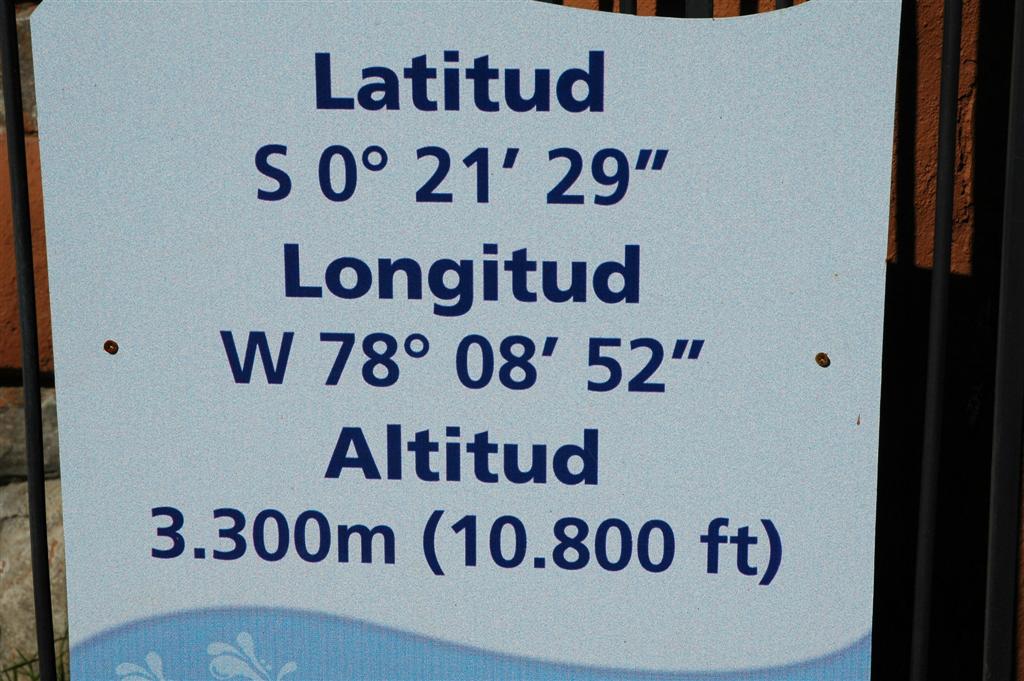 Latitud
S 0° 21′ 29″
Longitud
W 78° 08′ 52″
Altitud
3.300m (10.800 ft)